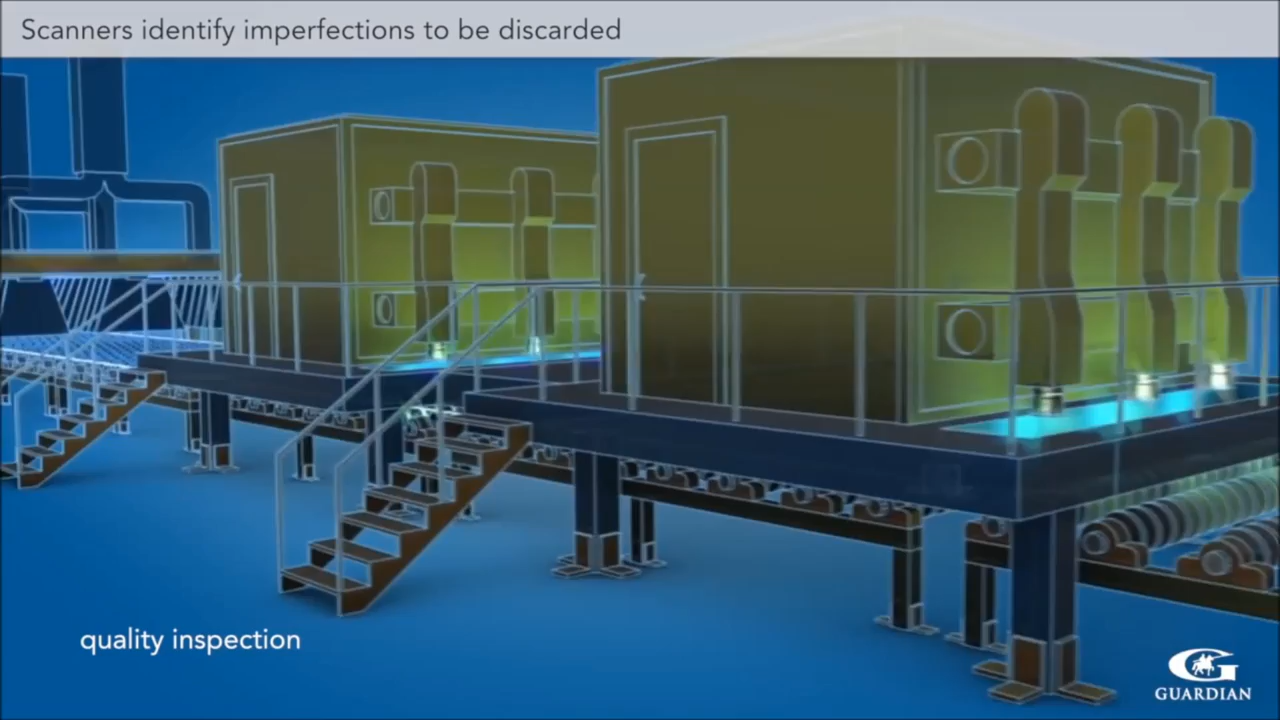 Scanners identify imperfections to be discarded
quality inspection
GUARDIAN